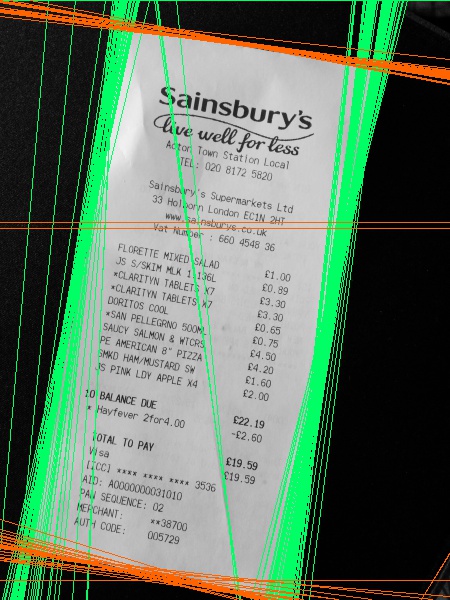 Sainsbury's
live well for less
Acton Town Station Local
TEL: 020 8172 5820
Sainsbury's Supermarkets Ltd
33 Holborn London EC1N 2HT
www.sainsburys.co.uk
Vat Number : 660 4548 36
FLORETTE MIXED SALAD £1.00
JS S/SKIM MLK 1.136L £0.89
*CLARITYN TABLETS X7 £3.30
*CLARITYN TABLETS X7 £3.30
DORITOS COOL £0.65
*SAN PELLEGRNO 500ML £0.75
SAUCY SALMON & WTCRS £4.50
PE AMERICAN 8" PIZZA £4.20
SMKD HAM/MUSTARD SW £1.60
JS PINK LDY APPLE X4 £2.00
10 BALANCE DUE £22.19
* Hayfever 2for4.00 -£2.60
TOTAL TO PAY £19.59
Visa £19.59
[ICC] **** **** **** 3536
AID: A0000000031010
PAN SEQUENCE: 02
MERCHANT: **38700
AUTH CODE: 005729